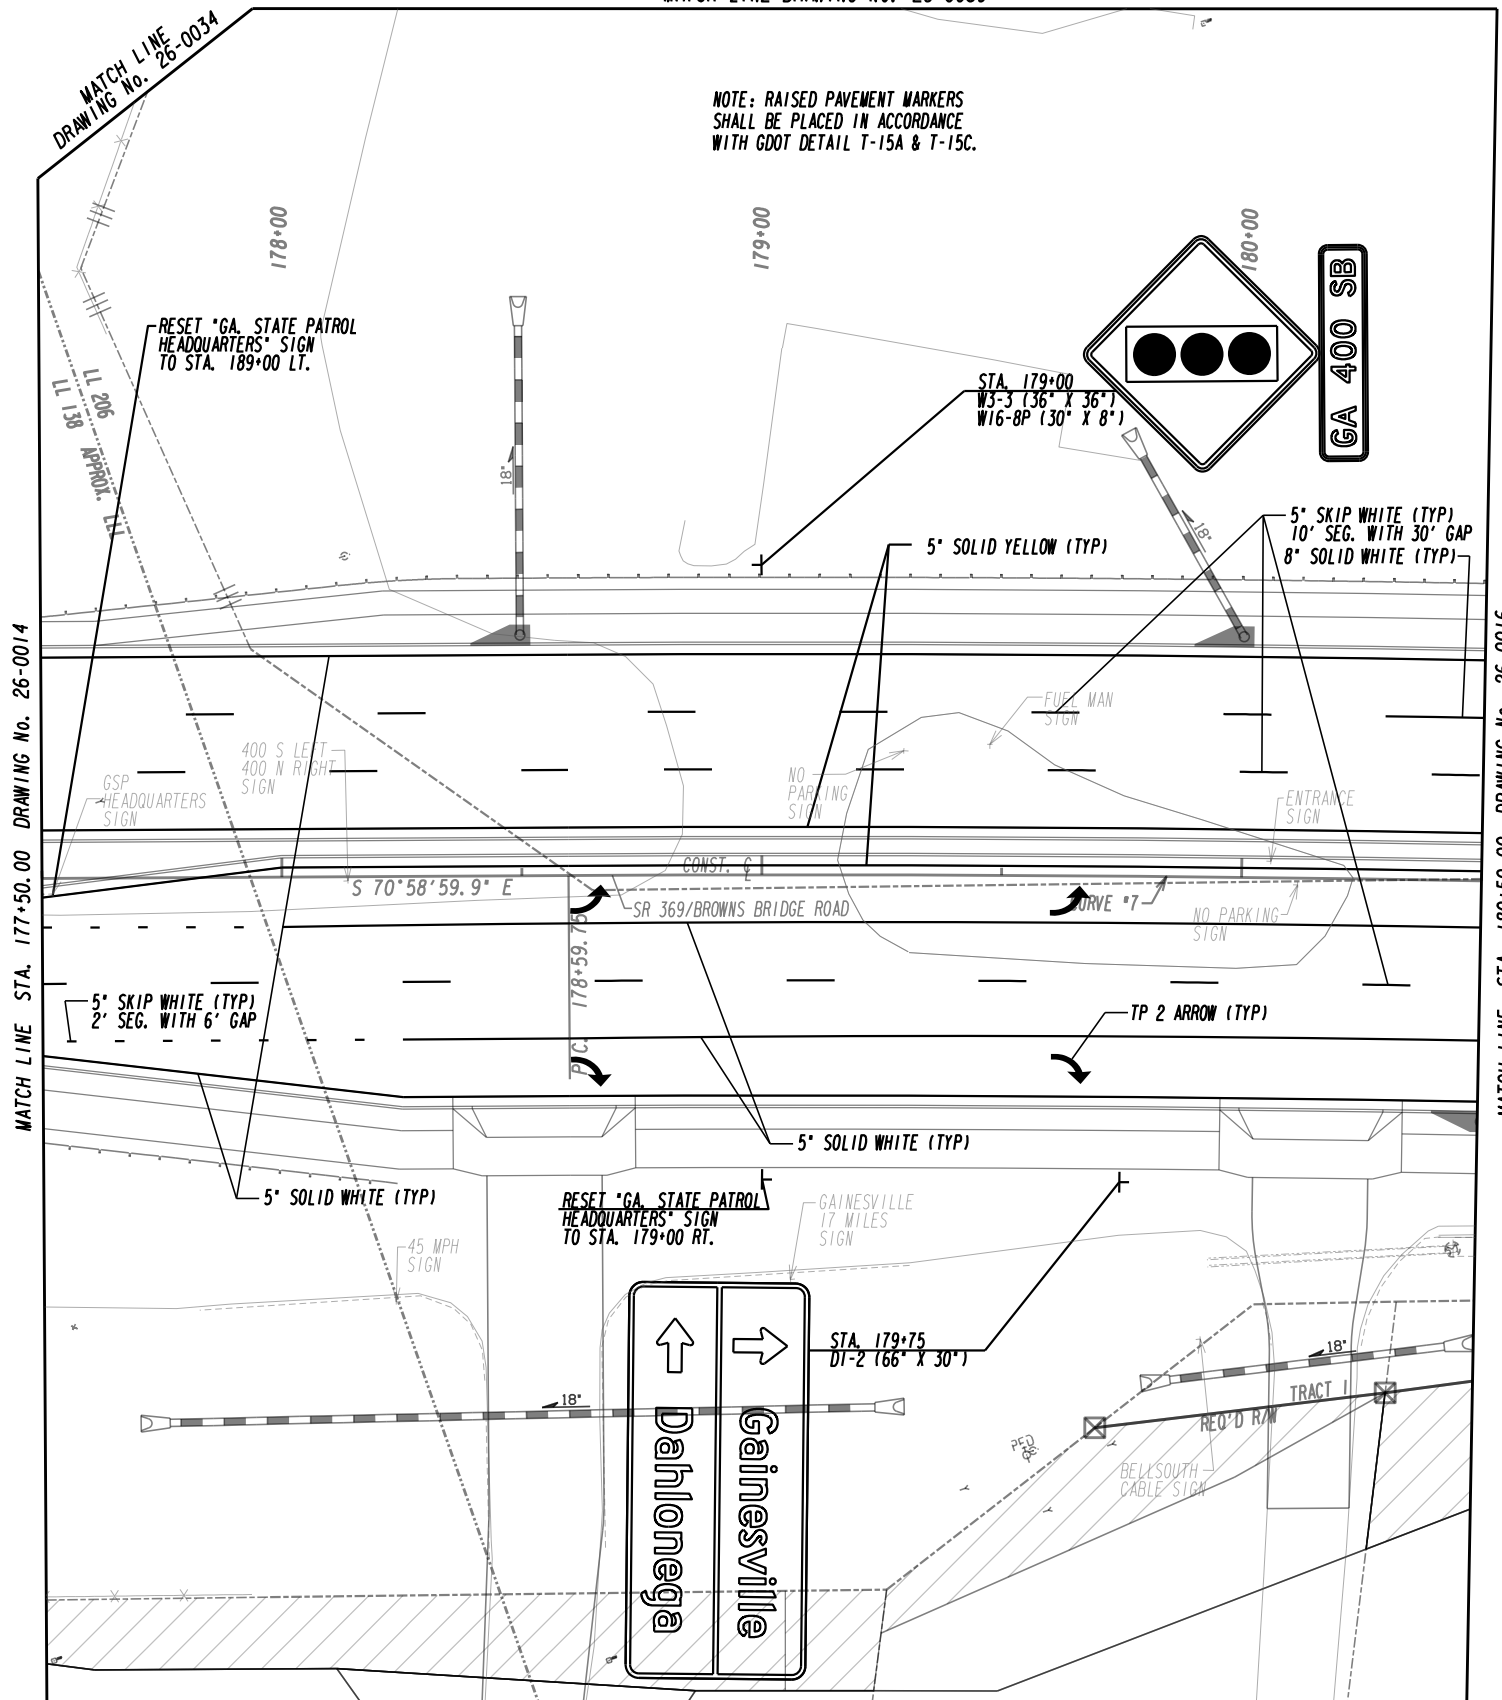 MATCH LINE
DRAWING No. 26-0034
NOTE: RAISED PAVEMENT MARKERS
SHALL BE PLACED IN ACCORDANCE
WITH GDOT DETAIL T-15A & T-15C.
178+00
179+00
180+00
GA 400 SB
RESET "GA. STATE PATROL
HEADQUARTERS" SIGN
TO STA. 189+00 LT.
LL 206
LL 138
APPROX. LLL
STA. 179+00
W3-3 (36" X 36")
W16-8P (30" X 8")
18"
18"
5" SKIP WHITE (TYP)
10' SEG. WITH 30' GAP
8" SOLID WHITE (TYP)
5" SOLID YELLOW (TYP)
MATCH LINE STA. 177+50.00 DRAWING No. 26-0014
FUEL MAN
SIGN
400 S LEFT
400 N RIGHT
SIGN
GSP
HEADQUARTERS
SIGN
NO
PARKING
SIGN
ENTRANCE
SIGN
CONST. CL
S 70°58'59.9" E
SR 369/BROWNS BRIDGE ROAD
CURVE #7
NO PARKING
SIGN
P.C. 178+59.75
5" SKIP WHITE (TYP)
2' SEG. WITH 6' GAP
TP 2 ARROW (TYP)
5" SOLID WHITE (TYP)
5" SOLID WHITE (TYP)
RESET "GA. STATE PATROL
HEADQUARTERS" SIGN
TO STA. 179+00 RT.
GAINESVILLE
17 MILES
SIGN
45 MPH
SIGN
STA. 179+75
D1-2 (66" X 30")
Gainesville
Dahlonega
18"
18"
TRACT 1
REQ'D R/W
PED
BELLSOUTH
CABLE SIGN